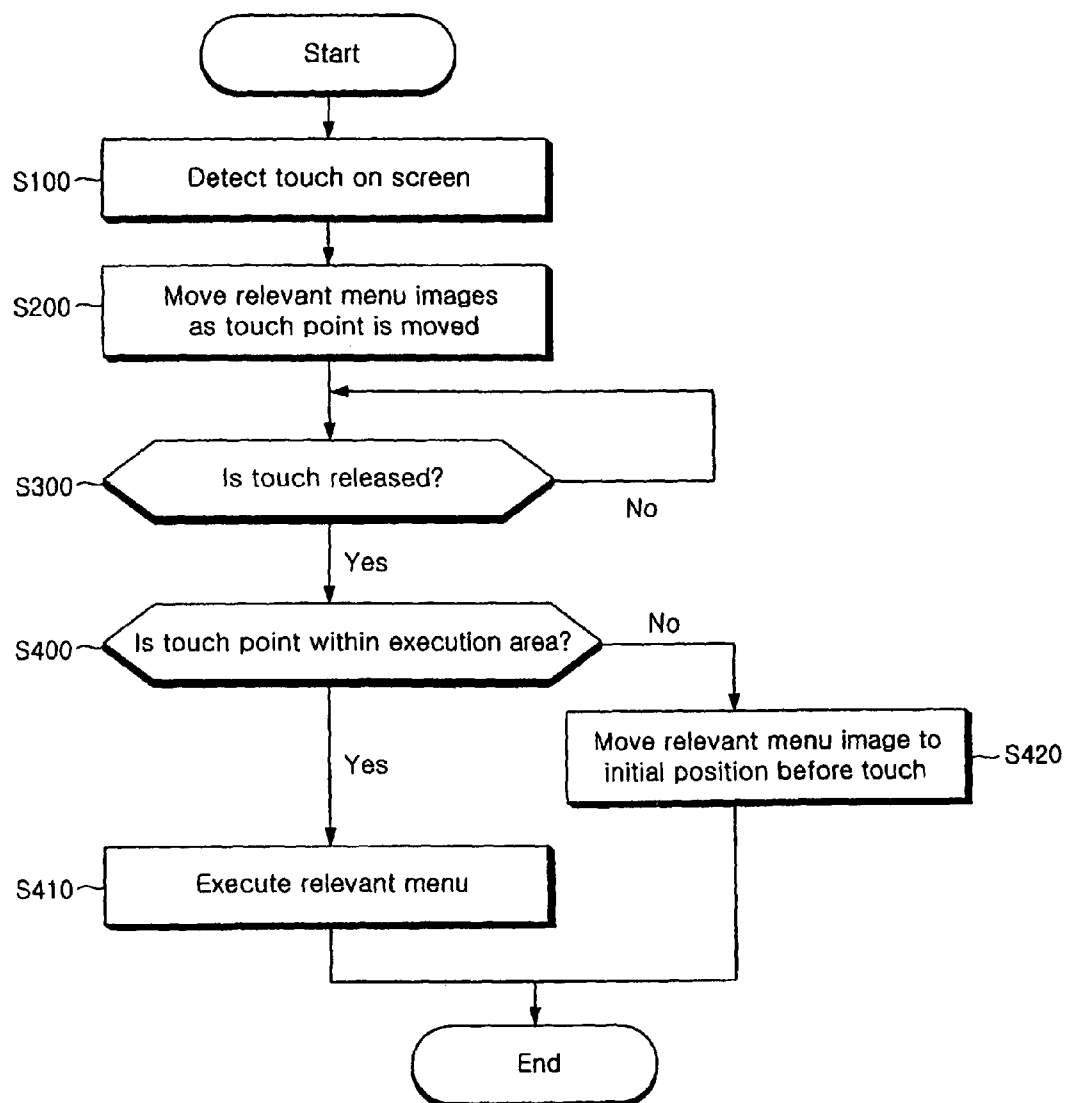 Start
S100
Detect touch on screen
S200
Move relevant menu images
as touch point is moved
S300
Is touch released?
No
Yes
S400
Is touch point within execution area?
No
Yes
Move relevant menu image to
initial position before touch
S420
S410
Execute relevant menu
End